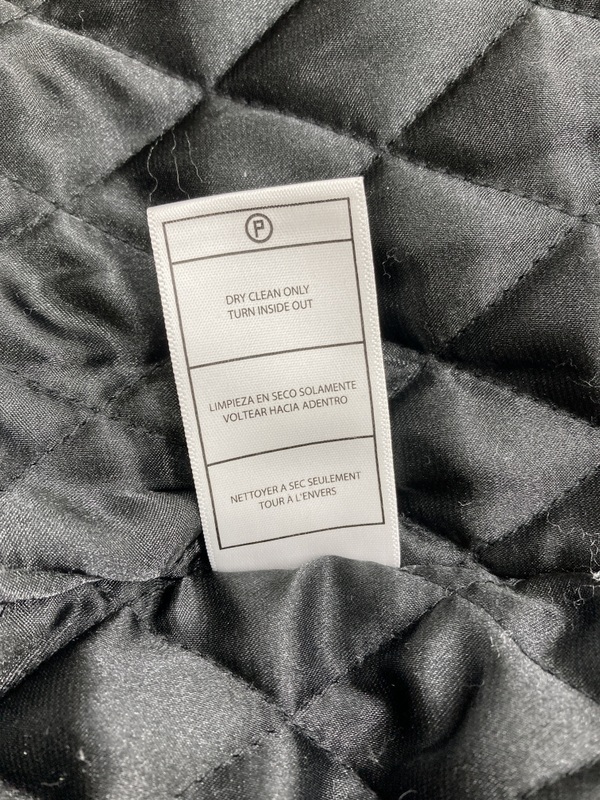 P
DRY CLEAN ONLY
TURN INSIDE OUT
LIMPIEZA EN SECO SOLAMENTE
VOLTEAR HACIA ADENTRO
NETTOYER A SEC SEULEMENT
TOUR À L'ENVERS